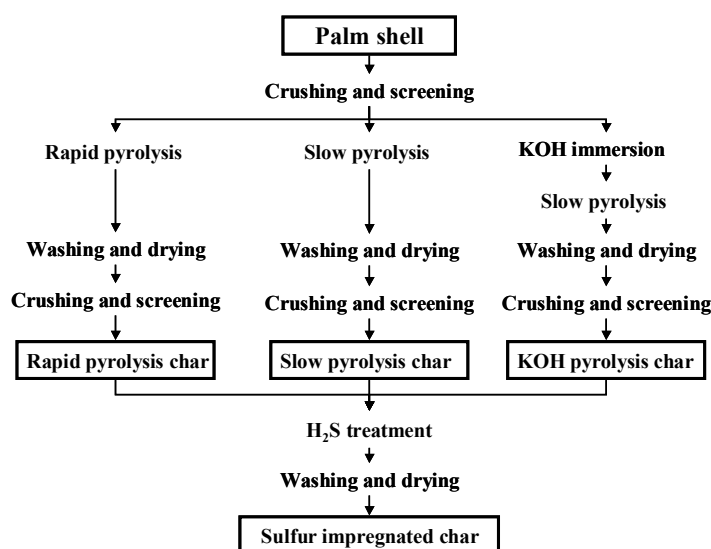 Palm shell
Crushing and screening
Rapid pyrolysis
Slow pyrolysis
KOH immersion
Slow pyrolysis
Washing and drying
Washing and drying
Washing and drying
Crushing and screening
Crushing and screening
Crushing and screening
Rapid pyrolysis char
Slow pyrolysis char
KOH pyrolysis char
H₂S treatment
Washing and drying
Sulfur impregnated char